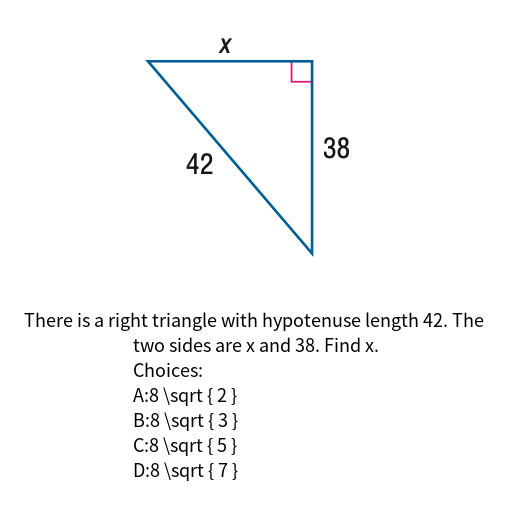 x
42
38
There is a right triangle with hypotenuse length 42. The
two sides are x and 38. Find x.
Choices:
A:8 \sqrt { 2 }
B:8 \sqrt { 3 }
C:8 \sqrt { 5 }
D:8 \sqrt { 7 }